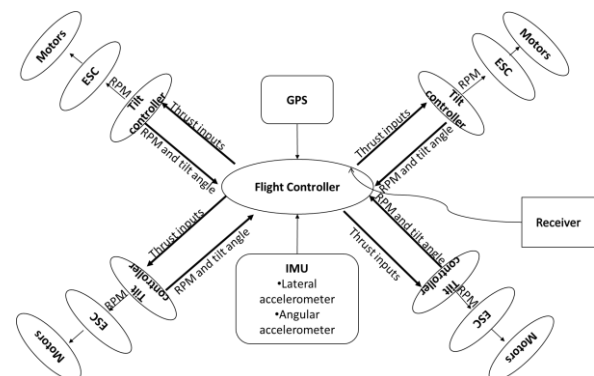 Motors
ESC
RPM
Tilt
controller
Thrust inputs
RPM and tilt angle
GPS
Motors
ESC
RPM
Tilt
controller
Thrust inputs
RPM and tilt angle
Flight Controller
Receiver
Thrust inputs
RPM and tilt angle
Tilt
controller
RPM
ESC
Motors
IMU
•Lateral
accelerometer
•Angular
accelerometer
RPM and tilt angle
Thrust inputs
Tilt
controller
RPM
ESC
Motors